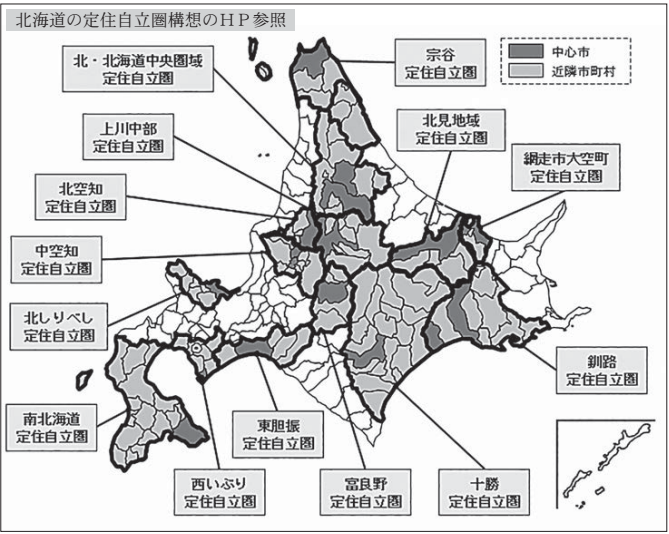 北海道の定住自立圏構想のＨＰ参照
中心市
近隣市町村
宗谷
定住自立圏
北・北海道中央圏域
定住自立圏
上川中部
定住自立圏
北見地域
定住自立圏
網走市大空町
定住自立圏
北空知
定住自立圏
中空知
定住自立圏
北しりべし
定住自立圏
釧路
定住自立圏
南北海道
定住自立圏
東胆振
定住自立圏
西いぶり
定住自立圏
富良野
定住自立圏
十勝
定住自立圏